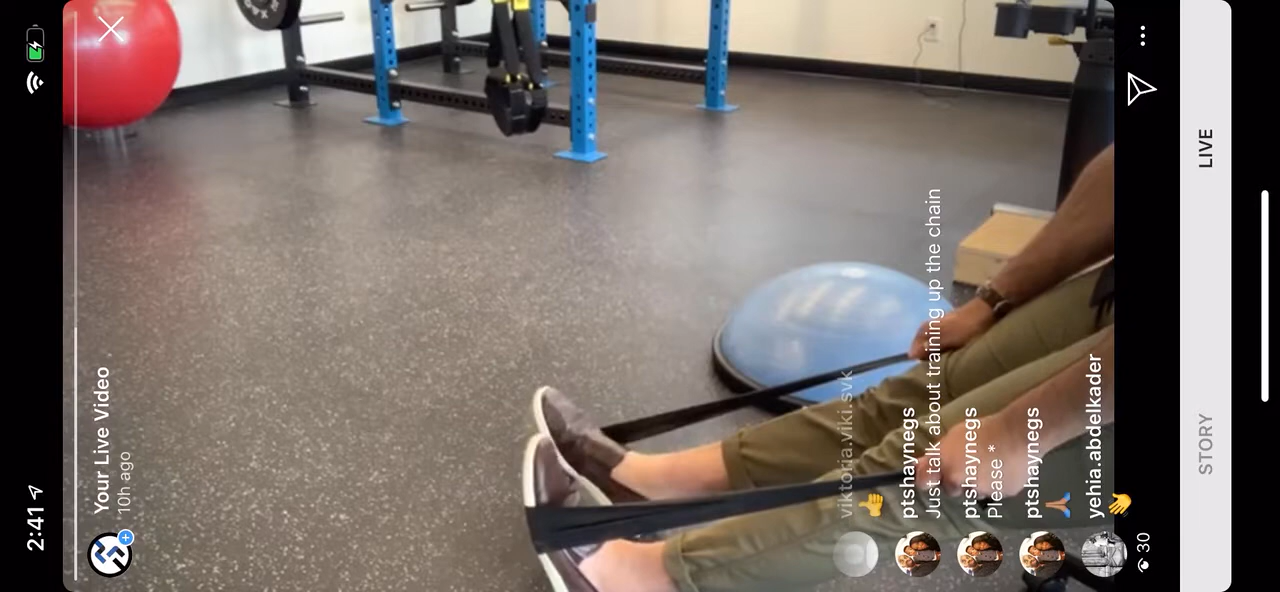 2:41
Your Live Video
10h ago
viktoria.viki.svk
👍
ptshaynegs
Just talk about training up the chain
ptshaynegs
Please *
ptshaynegs
🙏🏽
yehia.abdelkader
👋
30
STORY
LIVE